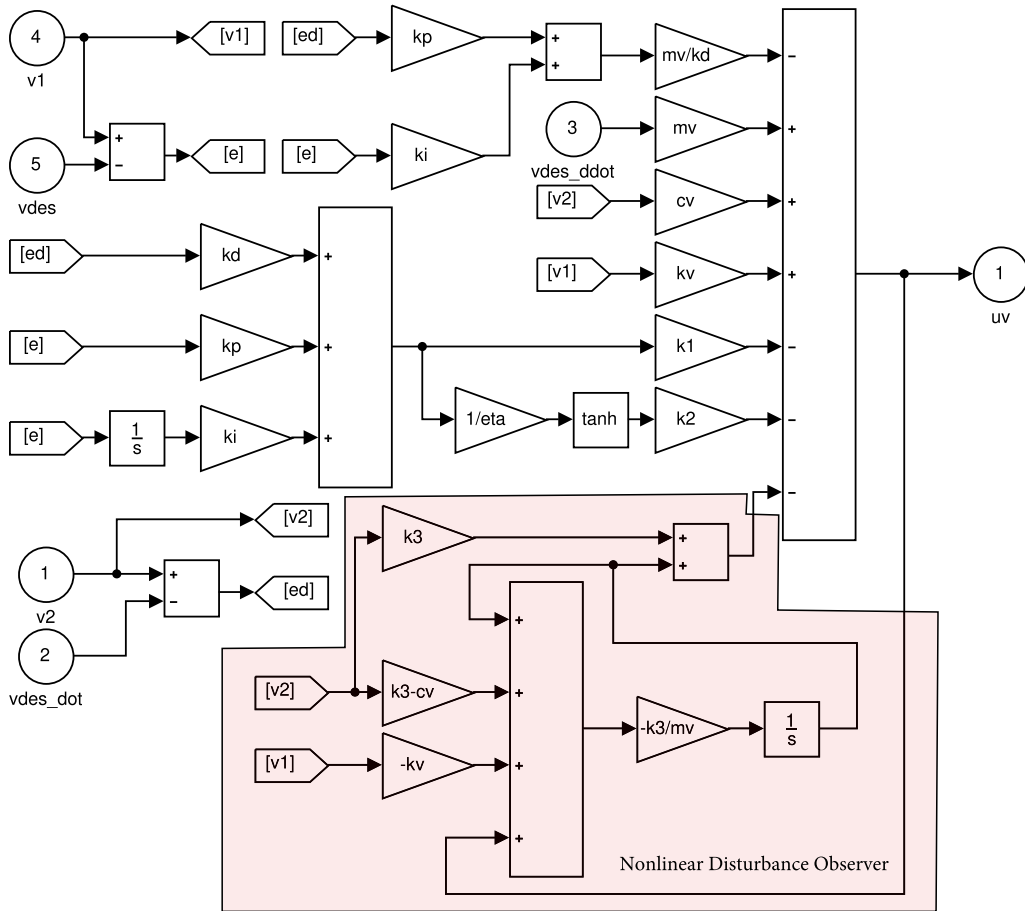 4
v1
[v1]
[ed]
kp
+
+
mv/kd
−
5
vdes
+
−
[e]
[e]
ki
3
vdes_ddot
mv
+
[v2]
cv
+
[ed]
kd
+
[v1]
kv
+
1
uv
[e]
kp
+
k1
−
[e]
1
s
ki
+
1/eta
tanh
k2
−
−
[v2]
1
v2
+
−
[ed]
2
vdes_dot
k3
+
+
+
[v2]
k3-cv
+
-k3/mv
1
s
[v1]
-kv
+
+
Nonlinear Disturbance Observer